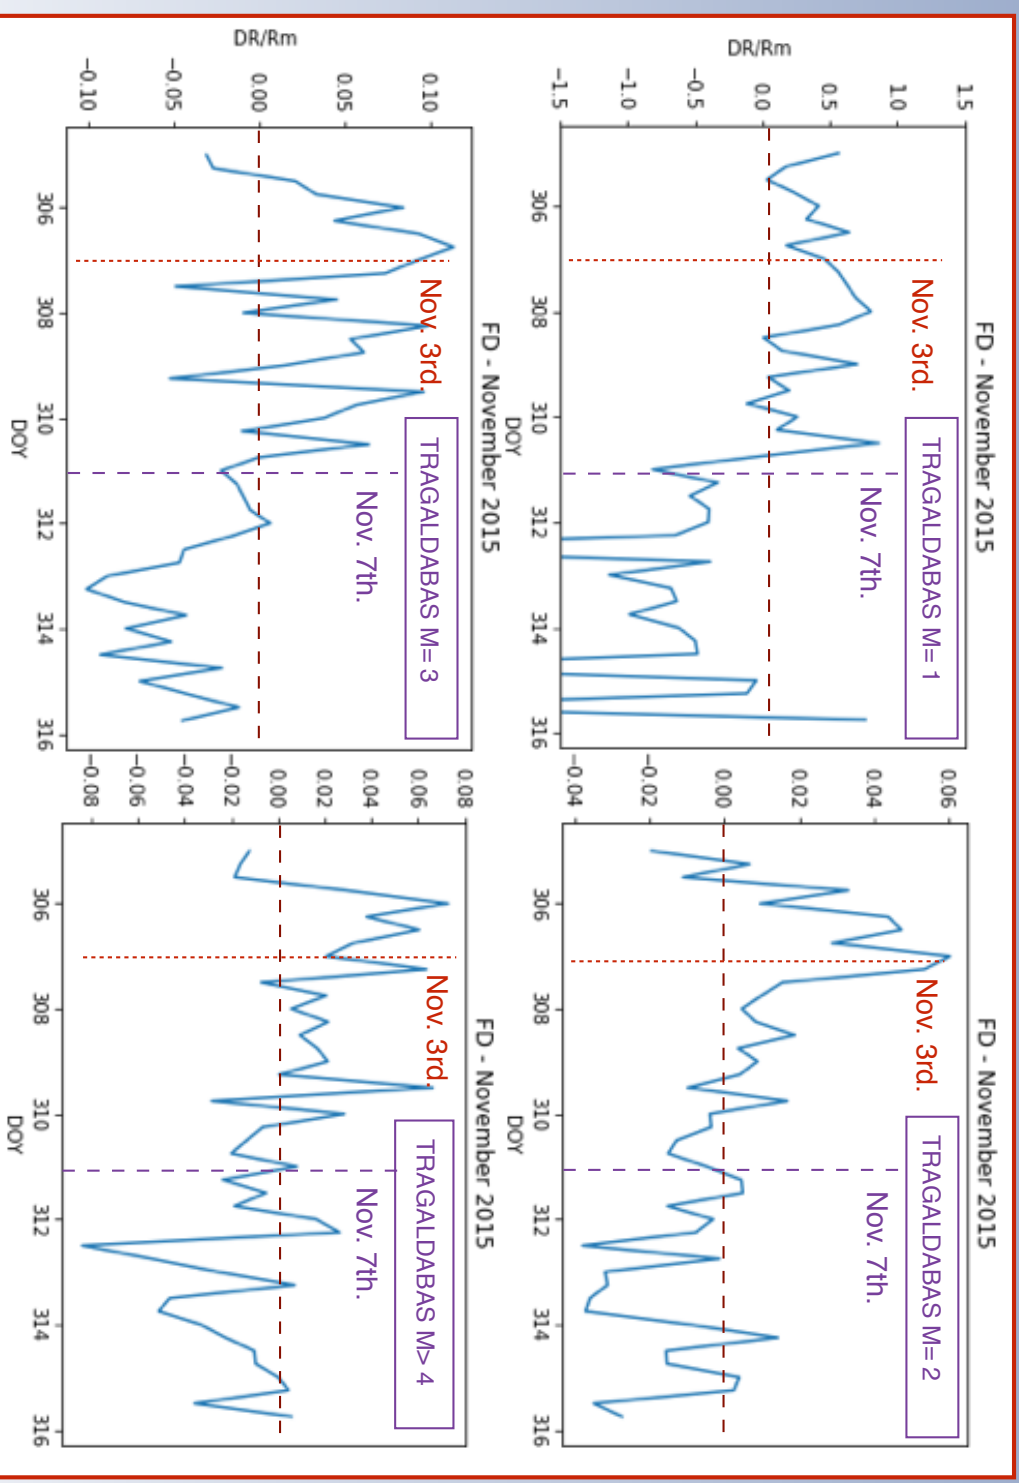 FD - November 2015
1.5
1.0
0.5
0.0
−0.5
−1.0
−1.5
DR/Rm
Nov. 3rd.
TRAGALDABAS M= 1
Nov. 7th.
306 308 310 312 314 316
DOY
FD - November 2015
0.06
0.04
0.02
0.00
−0.02
−0.04
Nov. 3rd.
TRAGALDABAS M= 2
Nov. 7th.
306 308 310 312 314 316
DOY
FD - November 2015
0.10
0.05
0.00
−0.05
−0.10
DR/Rm
Nov. 3rd.
TRAGALDABAS M= 3
Nov. 7th.
306 308 310 312 314 316
DOY
FD - November 2015
0.08
0.06
0.04
0.02
0.00
−0.02
−0.04
−0.06
−0.08
Nov. 3rd.
TRAGALDABAS M> 4
Nov. 7th.
306 308 310 312 314 316
DOY